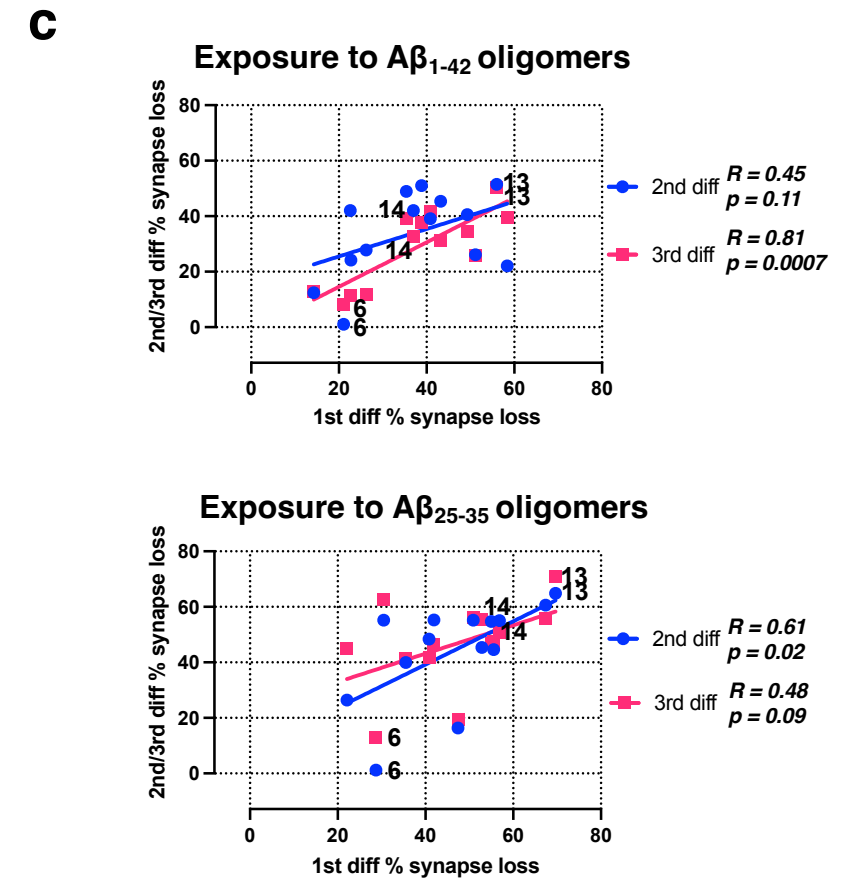 c
Exposure to Aβ1-42 oligomers
2nd/3rd diff % synapse loss
80
60
40
20
0
13
13
14
14
6
6
0 20 40 60 80
1st diff % synapse loss
2nd diff
R = 0.45
p = 0.11
3rd diff
R = 0.81
p = 0.0007
Exposure to Aβ25-35 oligomers
2nd/3rd diff % synapse loss
80
60
40
20
0
13
13
14
14
6
6
0 20 40 60 80
1st diff % synapse loss
2nd diff
R = 0.61
p = 0.02
3rd diff
R = 0.48
p = 0.09